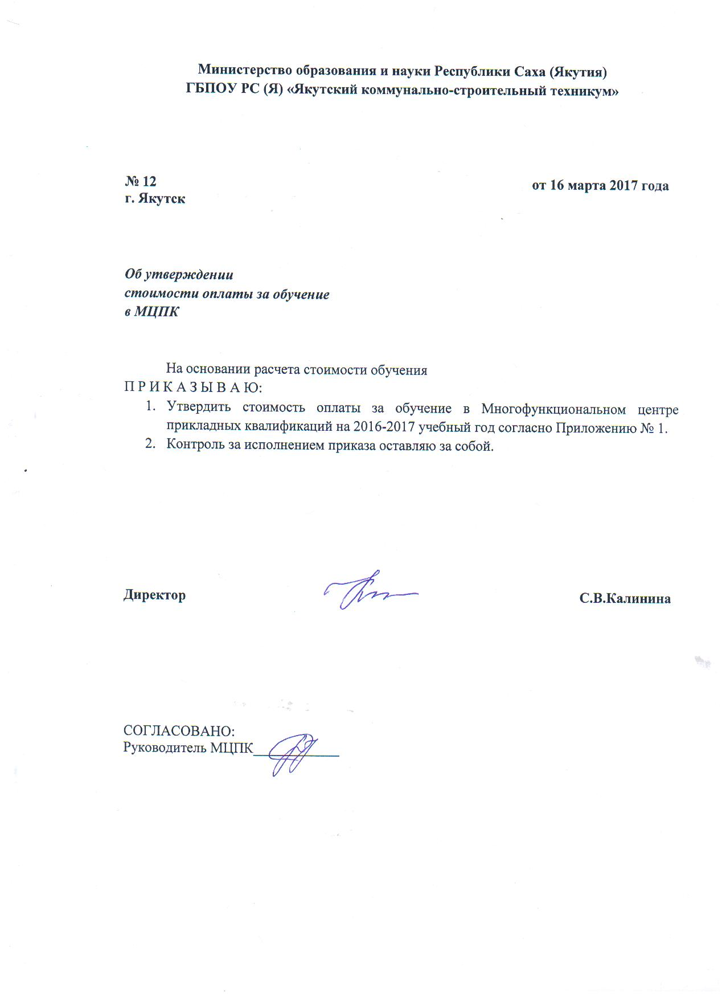 Министерство образования и науки Республики Саха (Якутия)
ГБПОУ РС (Я) «Якутский коммунально-строительный техникум»
№ 12
от 16 марта 2017 года
г. Якутск
Об утверждении
стоимости оплаты за обучение
в МЦПК
На основании расчета стоимости обучения
П Р И К А З Ы В А Ю:
1. Утвердить стоимость оплаты за обучение в Многофункциональном центре
прикладных квалификаций на 2016-2017 учебный год согласно Приложению № 1.
2. Контроль за исполнением приказа оставляю за собой.
Директор
С.В.Калинина
СОГЛАСОВАНО:
Руководитель МЦПК____________